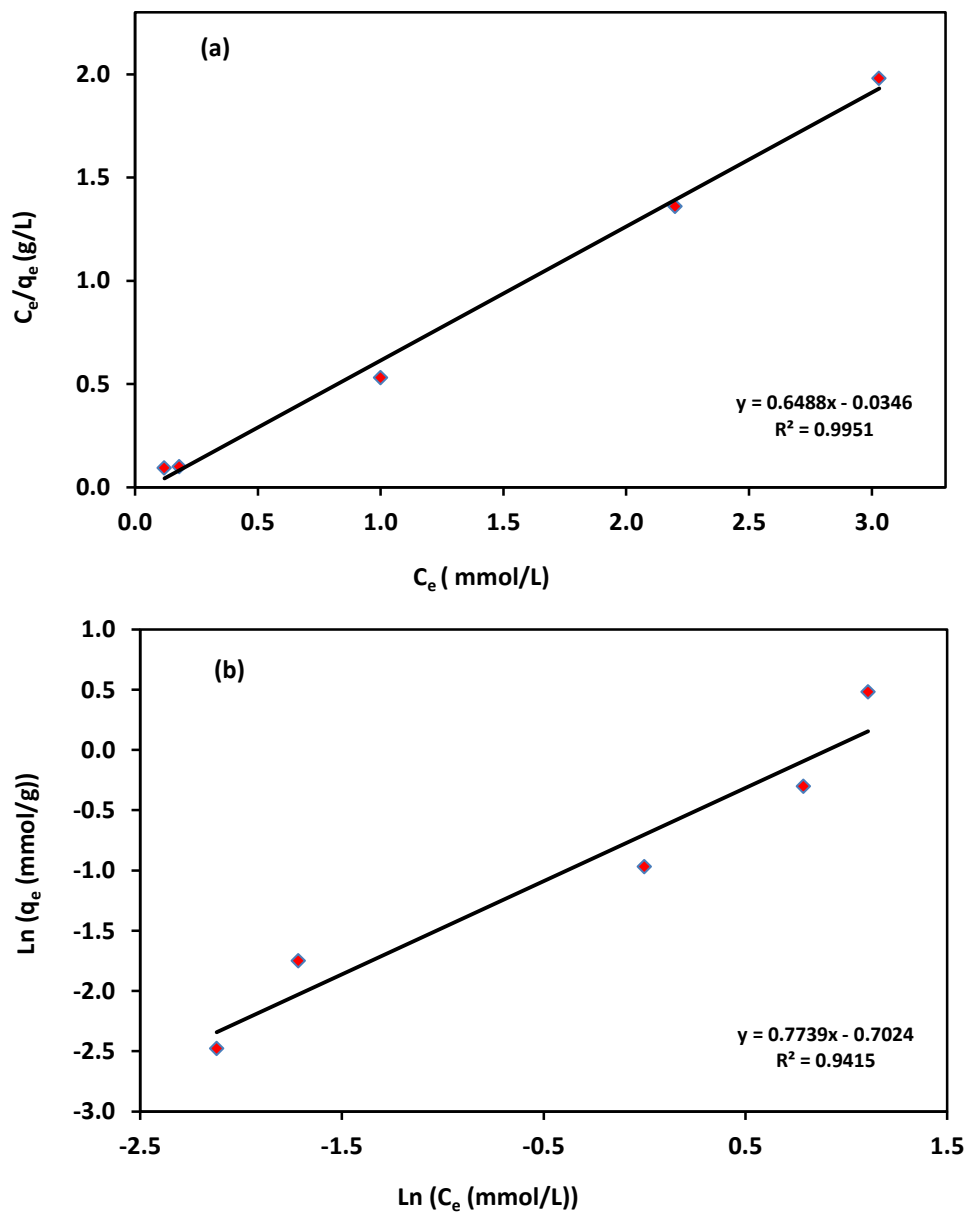 (a)
2.0
1.5
1.0
0.5
0.0
Cₑ/qₑ (g/L)
y = 0.6488x - 0.0346
R² = 0.9951
0.0 0.5 1.0 1.5 2.0 2.5 3.0
Cₑ ( mmol/L)
(b)
1.0
0.5
0.0
-0.5
-1.0
-1.5
-2.0
-2.5
-3.0
Ln (qₑ (mmol/g))
y = 0.7739x - 0.7024
R² = 0.9415
-2.5 -1.5 -0.5 0.5 1.5
Ln (Cₑ (mmol/L))